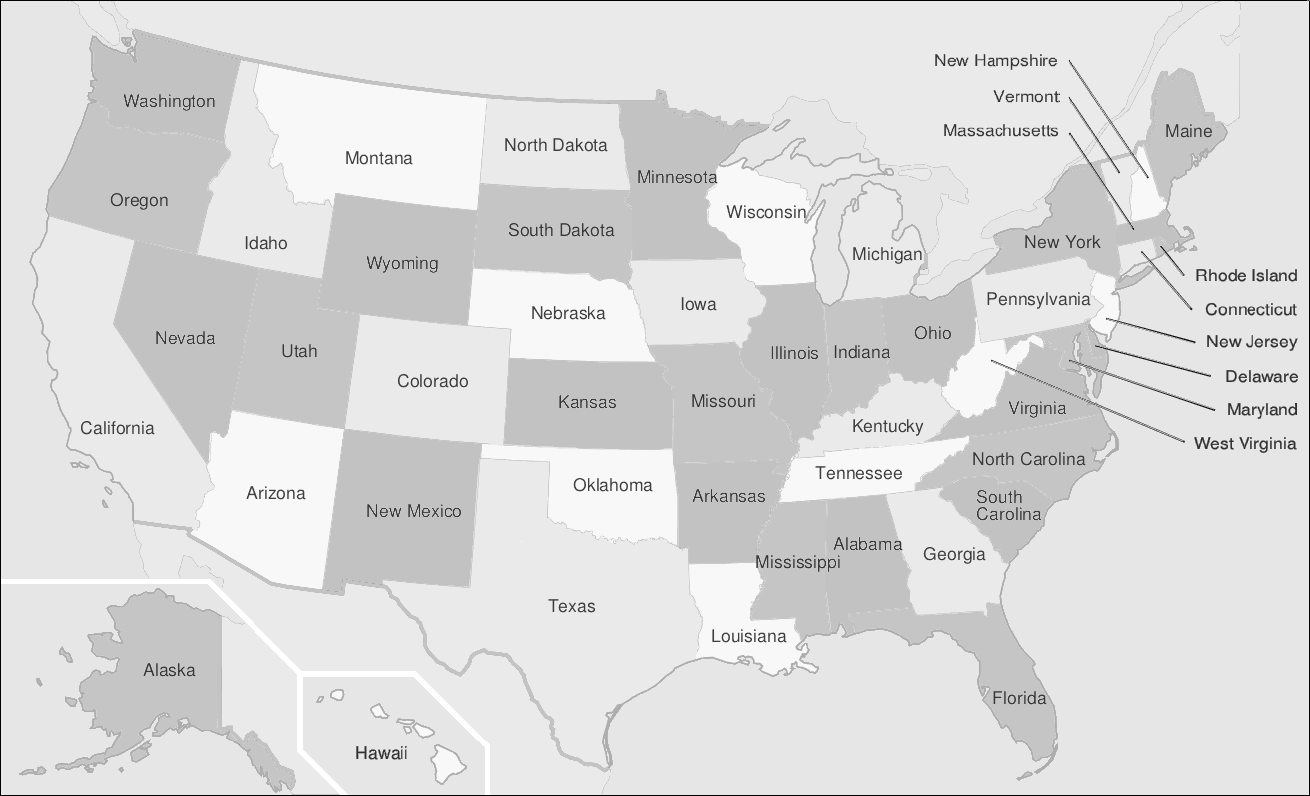 New Hampshire
Vermont
Massachusetts
Washington
Montana
North Dakota
Minnesota
Maine
Oregon
Idaho
Wyoming
South Dakota
Wisconsin
Michigan
New York
Rhode Island
Connecticut
New Jersey
Delaware
Maryland
West Virginia
Nevada
Utah
Colorado
Nebraska
Iowa
Illinois
Indiana
Ohio
Pennsylvania
California
Kansas
Missouri
Kentucky
Virginia
Arizona
New Mexico
Oklahoma
Arkansas
Tennessee
North Carolina
South
Carolina
Texas
Louisiana
Mississippi
Alabama
Georgia
Florida
Alaska
Hawaii